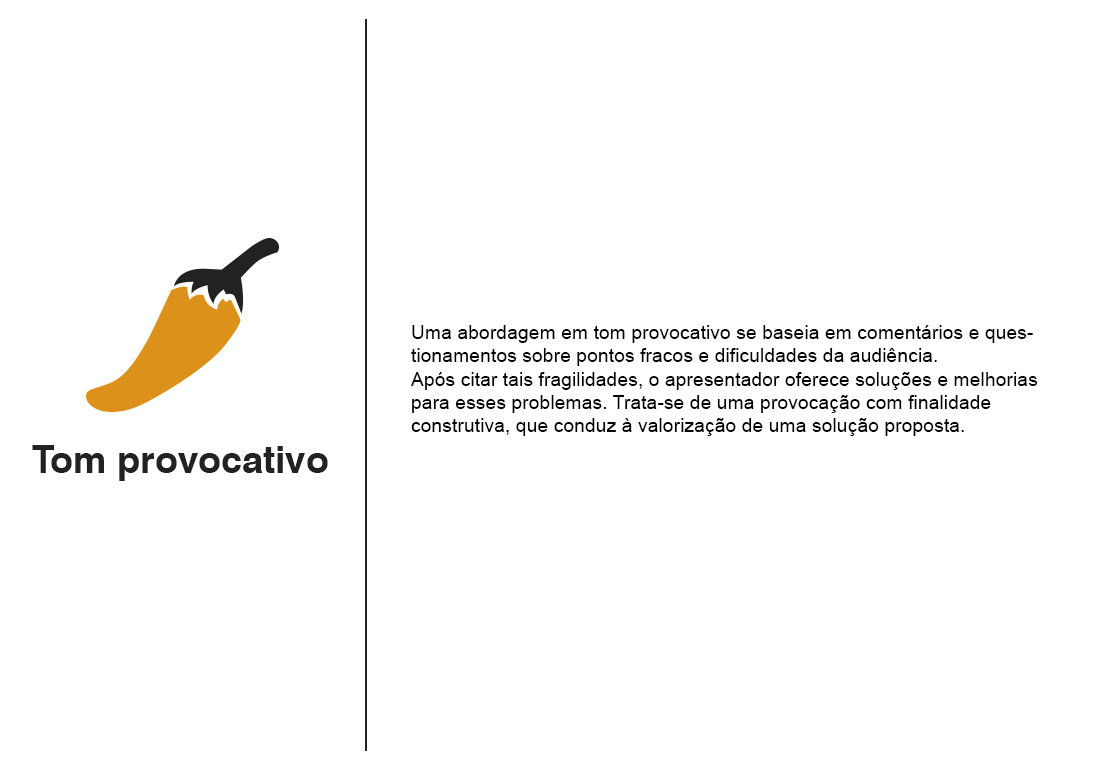 Tom provocativo
Uma abordagem em tom provocativo se baseia em comentários e ques-
tionamentos sobre pontos fracos e dificuldades da audiência.
Após citar tais fragilidades, o apresentador oferece soluções e melhorias
para esses problemas. Trata-se de uma provocação com finalidade
construtiva, que conduz à valorização de uma solução proposta.